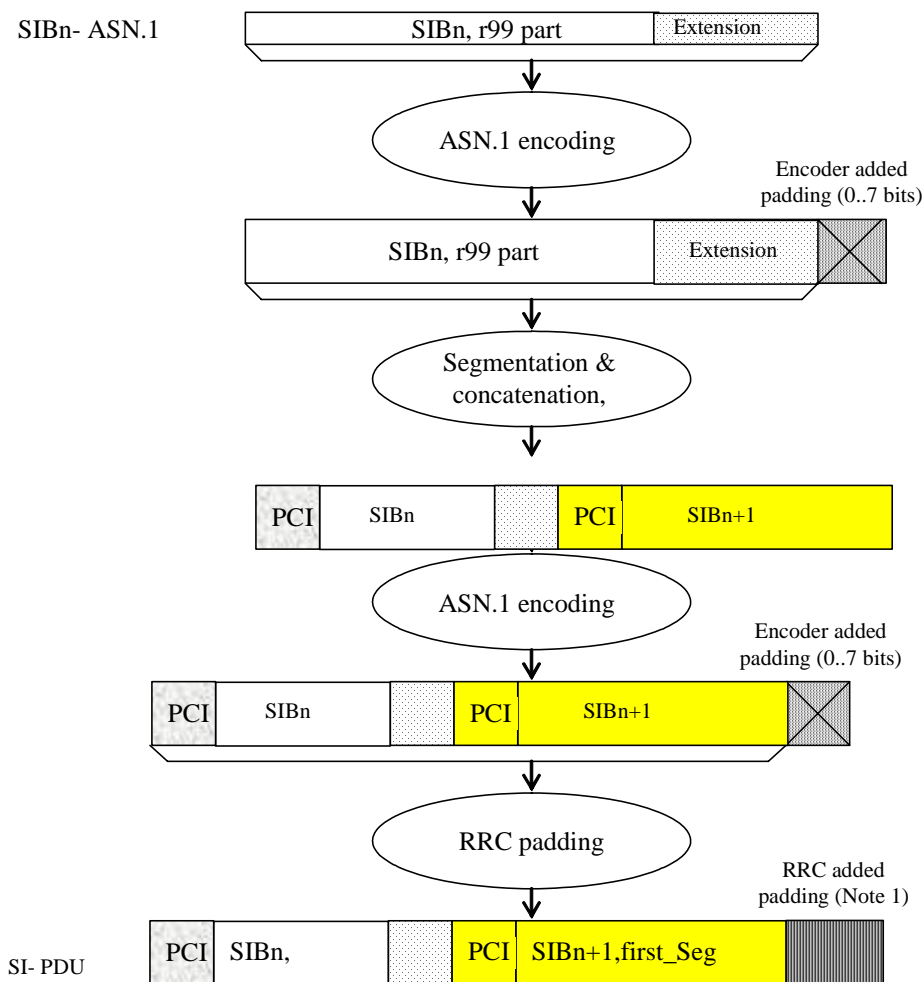 SIBn- ASN.1
SIBn, r99 part
Extension
ASN.1 encoding
Encoder added
padding (0..7 bits)
SIBn, r99 part
Extension
Segmentation &
concatenation,
PCI
SIBn
PCI
SIBn+1
ASN.1 encoding
Encoder added
padding (0..7 bits)
PCI
SIBn
PCI
SIBn+1
RRC padding
RRC added
padding (Note 1)
SI- PDU
PCI
SIBn,
PCI
SIBn+1,first_Seg